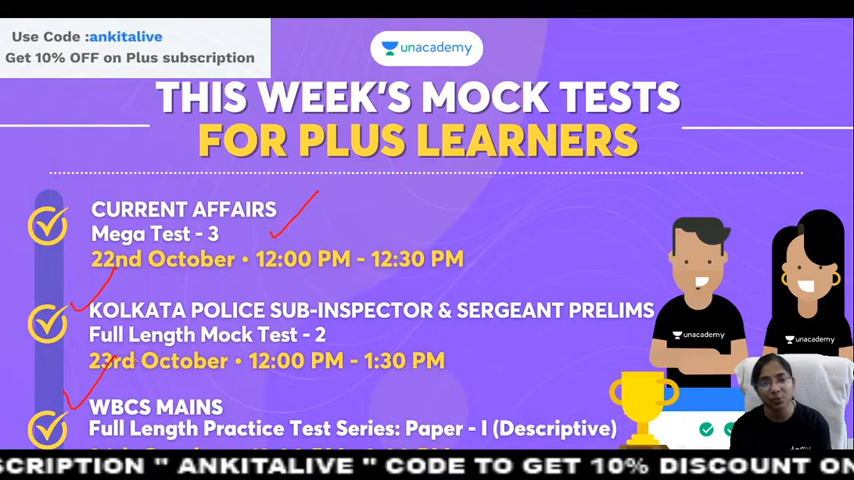 Use Code :ankitalive
Get 10% OFF on Plus subscription
unacademy
THIS WEEK'S MOCK TESTS
FOR PLUS LEARNERS
CURRENT AFFAIRS
Mega Test - 3
22nd October • 12:00 PM - 12:30 PM
KOLKATA POLICE SUB-INSPECTOR & SERGEANT PRELIMS
Full Length Mock Test - 2
23rd October • 12:00 PM - 1:30 PM
WBCS MAINS
Full Length Practice Test Series: Paper - I (Descriptive)
unacademy
unacademy
SCRIPTION " ANKITALIVE " CODE TO GET 10% DISCOUNT ON